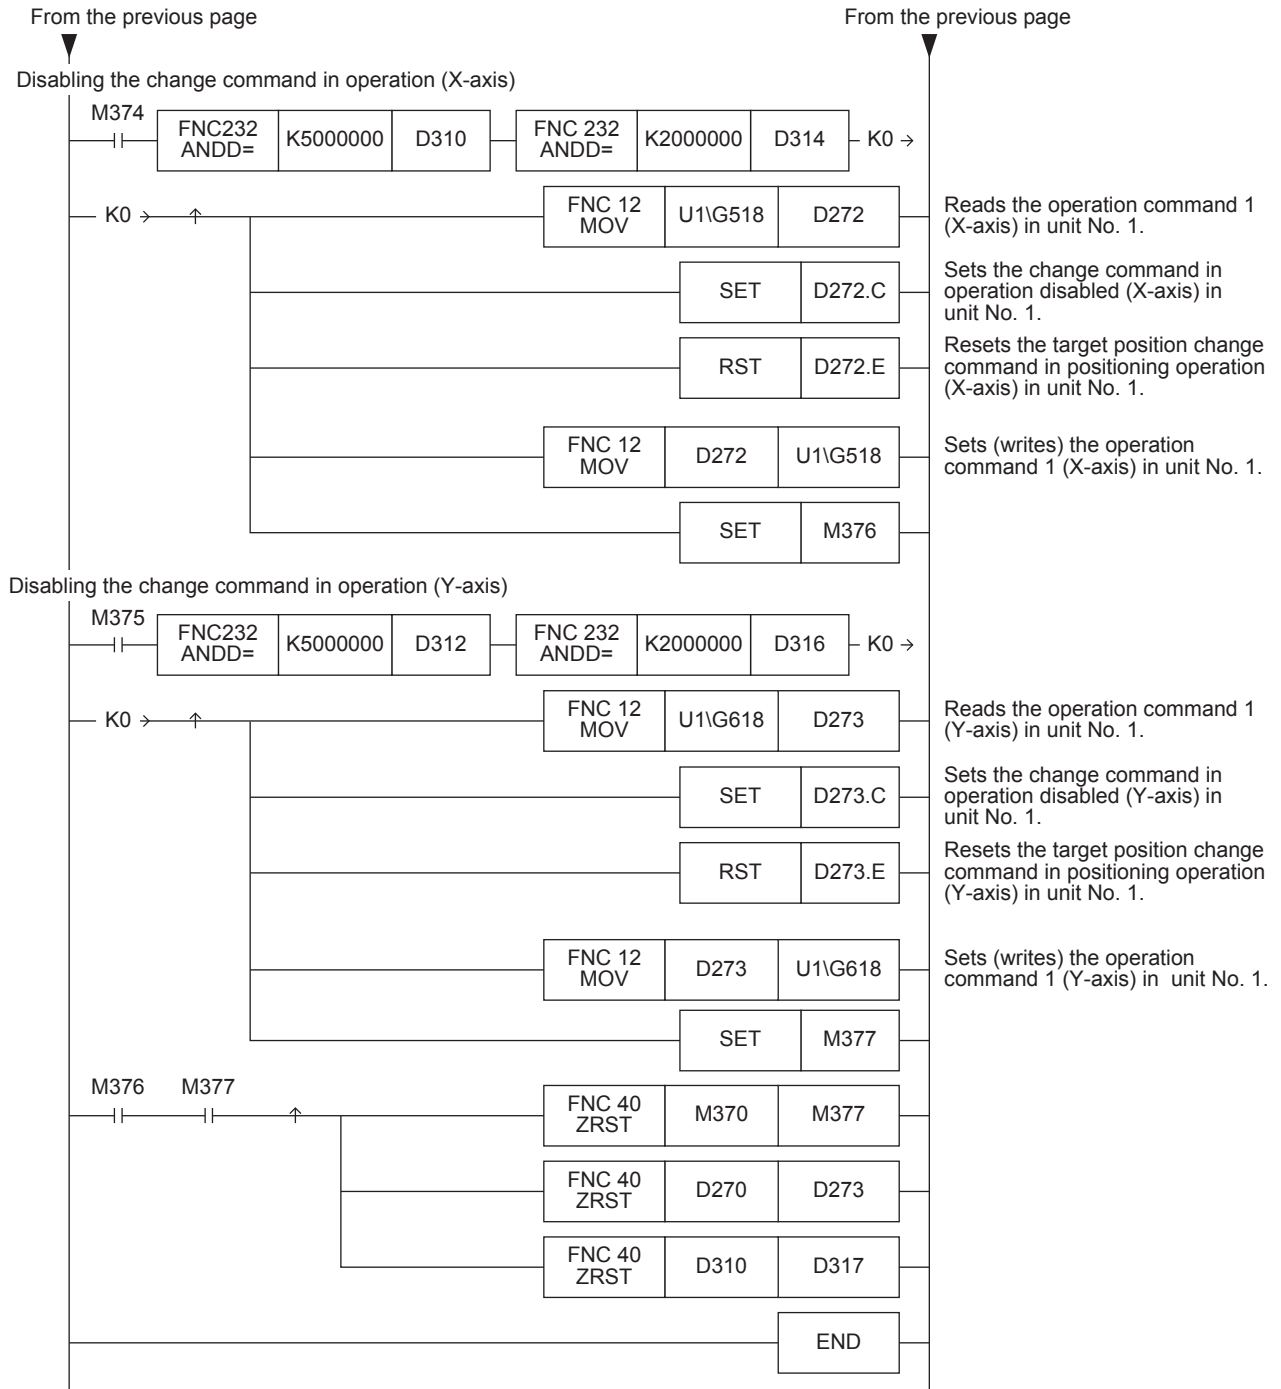 From the previous page
From the previous page
Disabling the change command in operation (X-axis)
M374
FNC232
ANDD=
K5000000
D310
FNC 232
ANDD=
K2000000
D314
K0 →
K0 →
↑
FNC 12
MOV
U1\G518
D272
Reads the operation command 1
(X-axis) in unit No. 1.
SET
D272.C
Sets the change command in
operation disabled (X-axis) in
unit No. 1.
RST
D272.E
Resets the target position change
command in positioning operation
(X-axis) in unit No. 1.
FNC 12
MOV
D272
U1\G518
Sets (writes) the operation
command 1 (X-axis) in unit No. 1.
SET
M376
Disabling the change command in operation (Y-axis)
M375
FNC232
ANDD=
K5000000
D312
FNC 232
ANDD=
K2000000
D316
K0 →
K0 →
↑
FNC 12
MOV
U1\G618
D273
Reads the operation command 1
(Y-axis) in unit No. 1.
SET
D273.C
Sets the change command in
operation disabled (Y-axis) in
unit No. 1.
RST
D273.E
Resets the target position change
command in positioning operation
(Y-axis) in unit No. 1.
FNC 12
MOV
D273
U1\G618
Sets (writes) the operation
command 1 (Y-axis) in  unit No. 1.
SET
M377
M376
M377
↑
FNC 40
ZRST
M370
M377
FNC 40
ZRST
D270
D273
FNC 40
ZRST
D310
D317
END